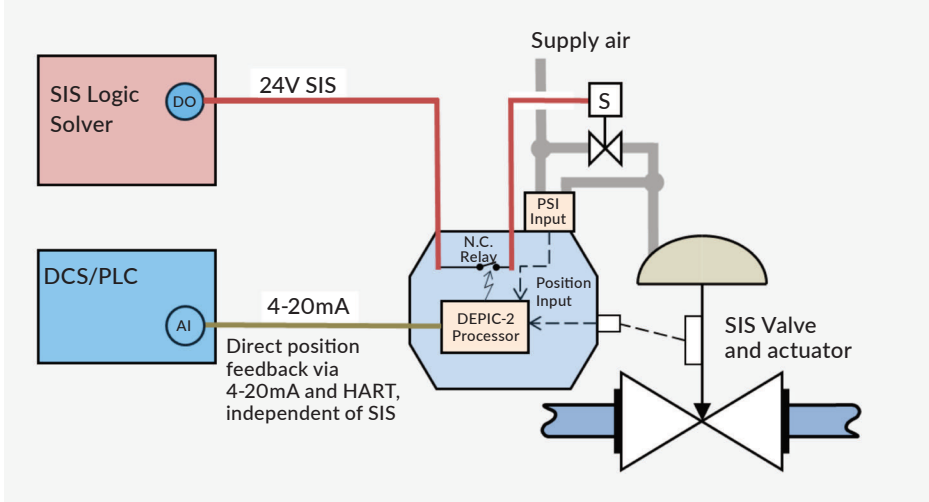 Supply air
24V SIS
SIS Logic
Solver
DO
S
PSI
Input
N.C.
Relay
DCS/PLC
Position
Input
4-20mA
AI
DEPIC-2
Processor
SIS Valve
and actuator
Direct position
feedback via
4-20mA and HART,
independent of SIS